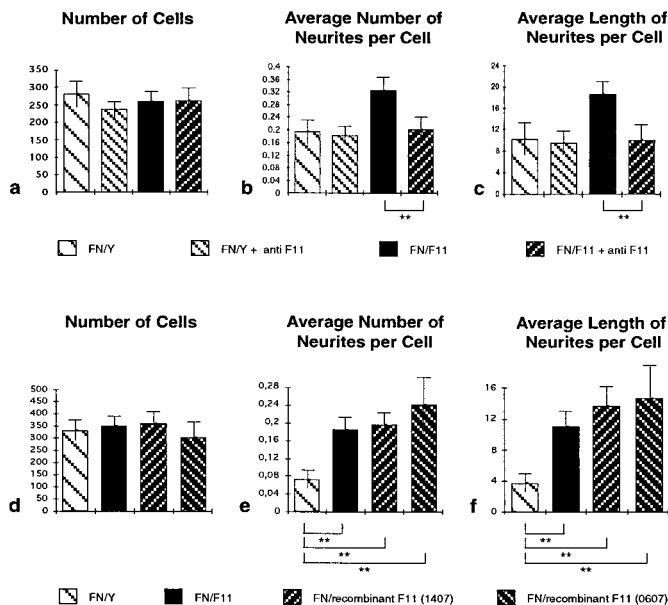 Number of Cells
350
300
250
200
150
100
50
0
a
Average Number of
Neurites per Cell
0,4
0,36
0,32
0,28
0,24
0,2
0,16
0,12
0,08
0,04
0
b
**
Average Length of
Neurites per Cell
24
20
16
12
8
4
0
c
**
FN/Y
FN/Y + anti F11
FN/F11
FN/F11 + anti F11
Number of Cells
500
450
400
350
300
250
200
150
100
50
0
d
Average Number of
Neurites per Cell
0,28
0,24
0,2
0,16
0,12
0,08
0,04
0
e
**
**
**
Average Length of
Neurites per Cell
16
12
8
4
0
f
**
**
**
FN/Y
FN/F11
FN/recombinant F11 (1407)
FN/recombinant F11 (0607)